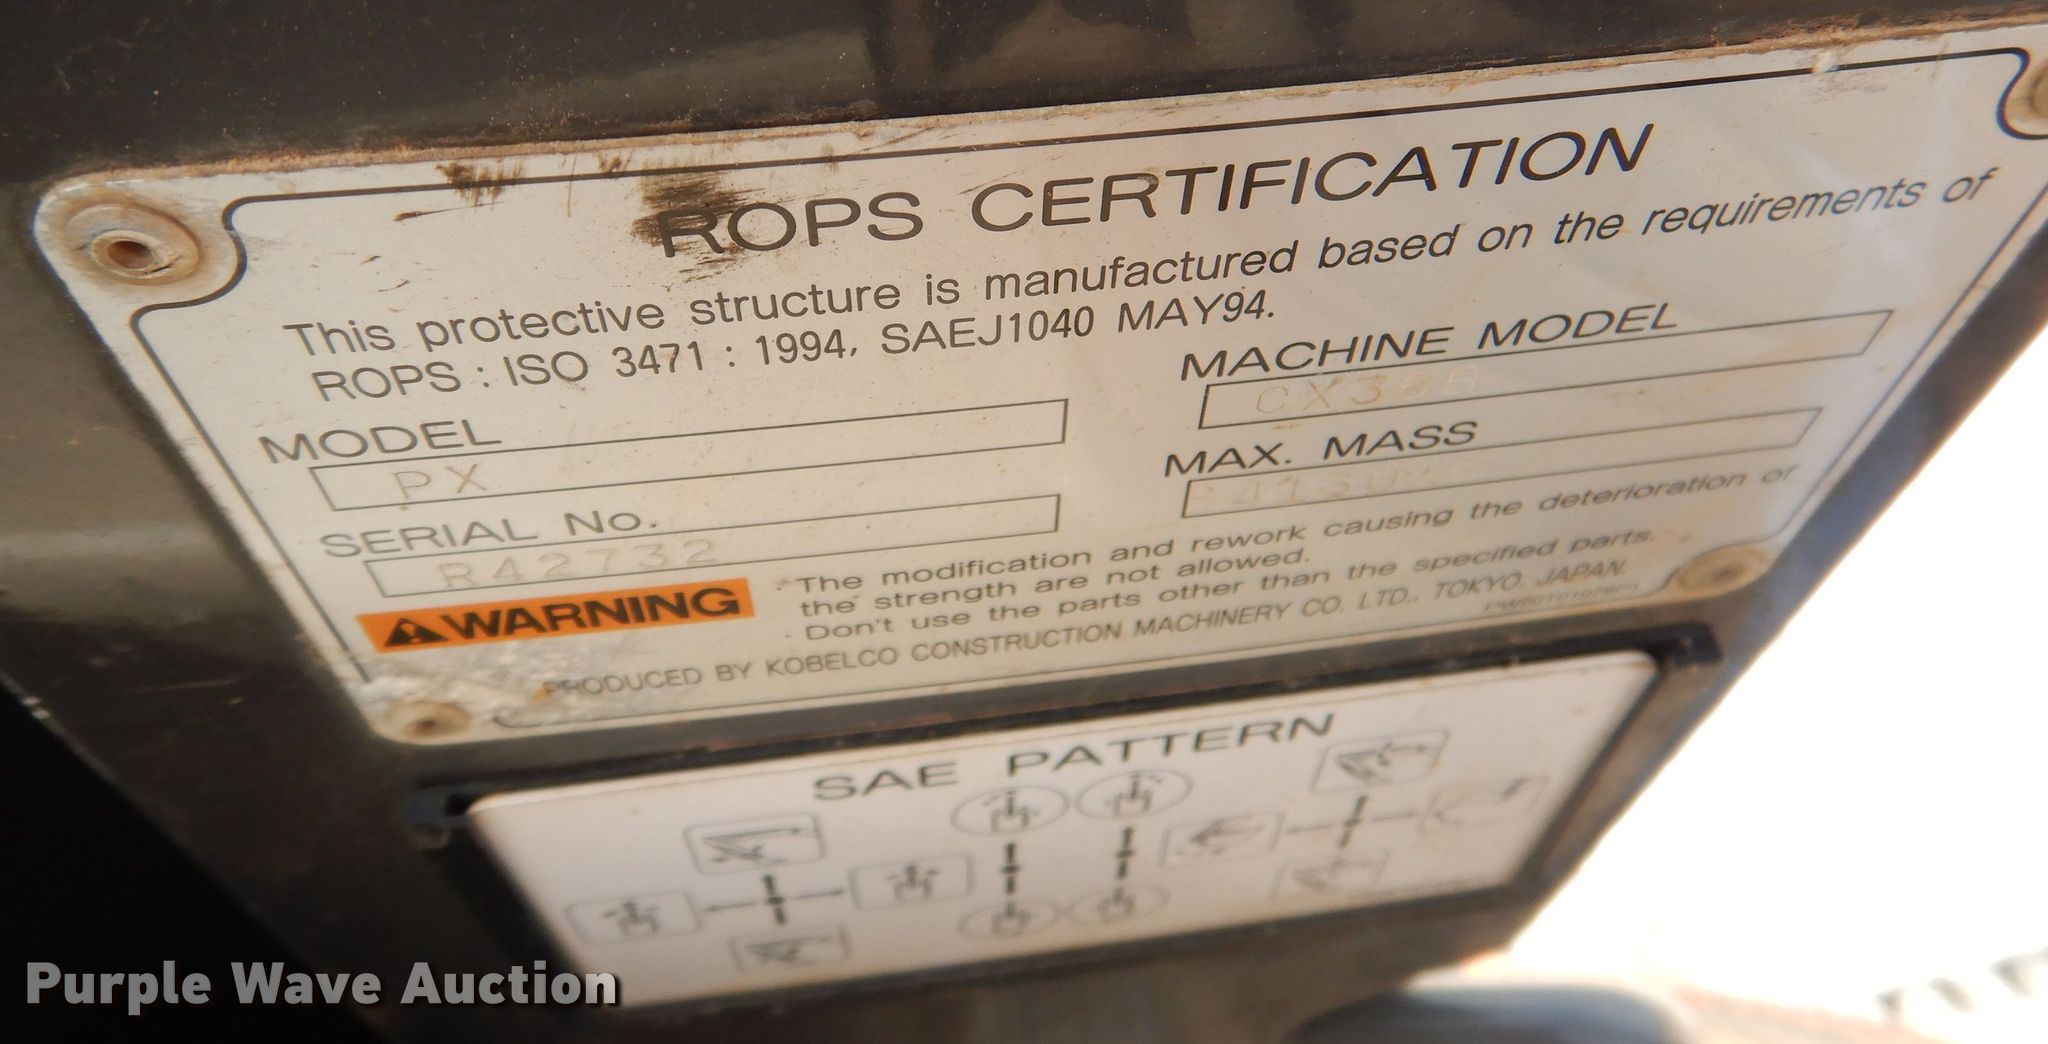 ROPS CERTIFICATION
This protective structure is manufactured based on the requirements of
ROPS : ISO 3471 : 1994, SAEJ1040 MAY94.
MODEL
PX
MACHINE MODEL
CX36B
SERIAL No.
R42732
MAX. MASS
WARNING
· The modification and rework causing the deterioration or
the strength are not allowed.
· Don't use the parts other than the specified parts.
PRODUCED BY KOBELCO CONSTRUCTION MACHINERY CO. LTD., TOKYO, JAPAN.
SAE PATTERN
Purple Wave Auction